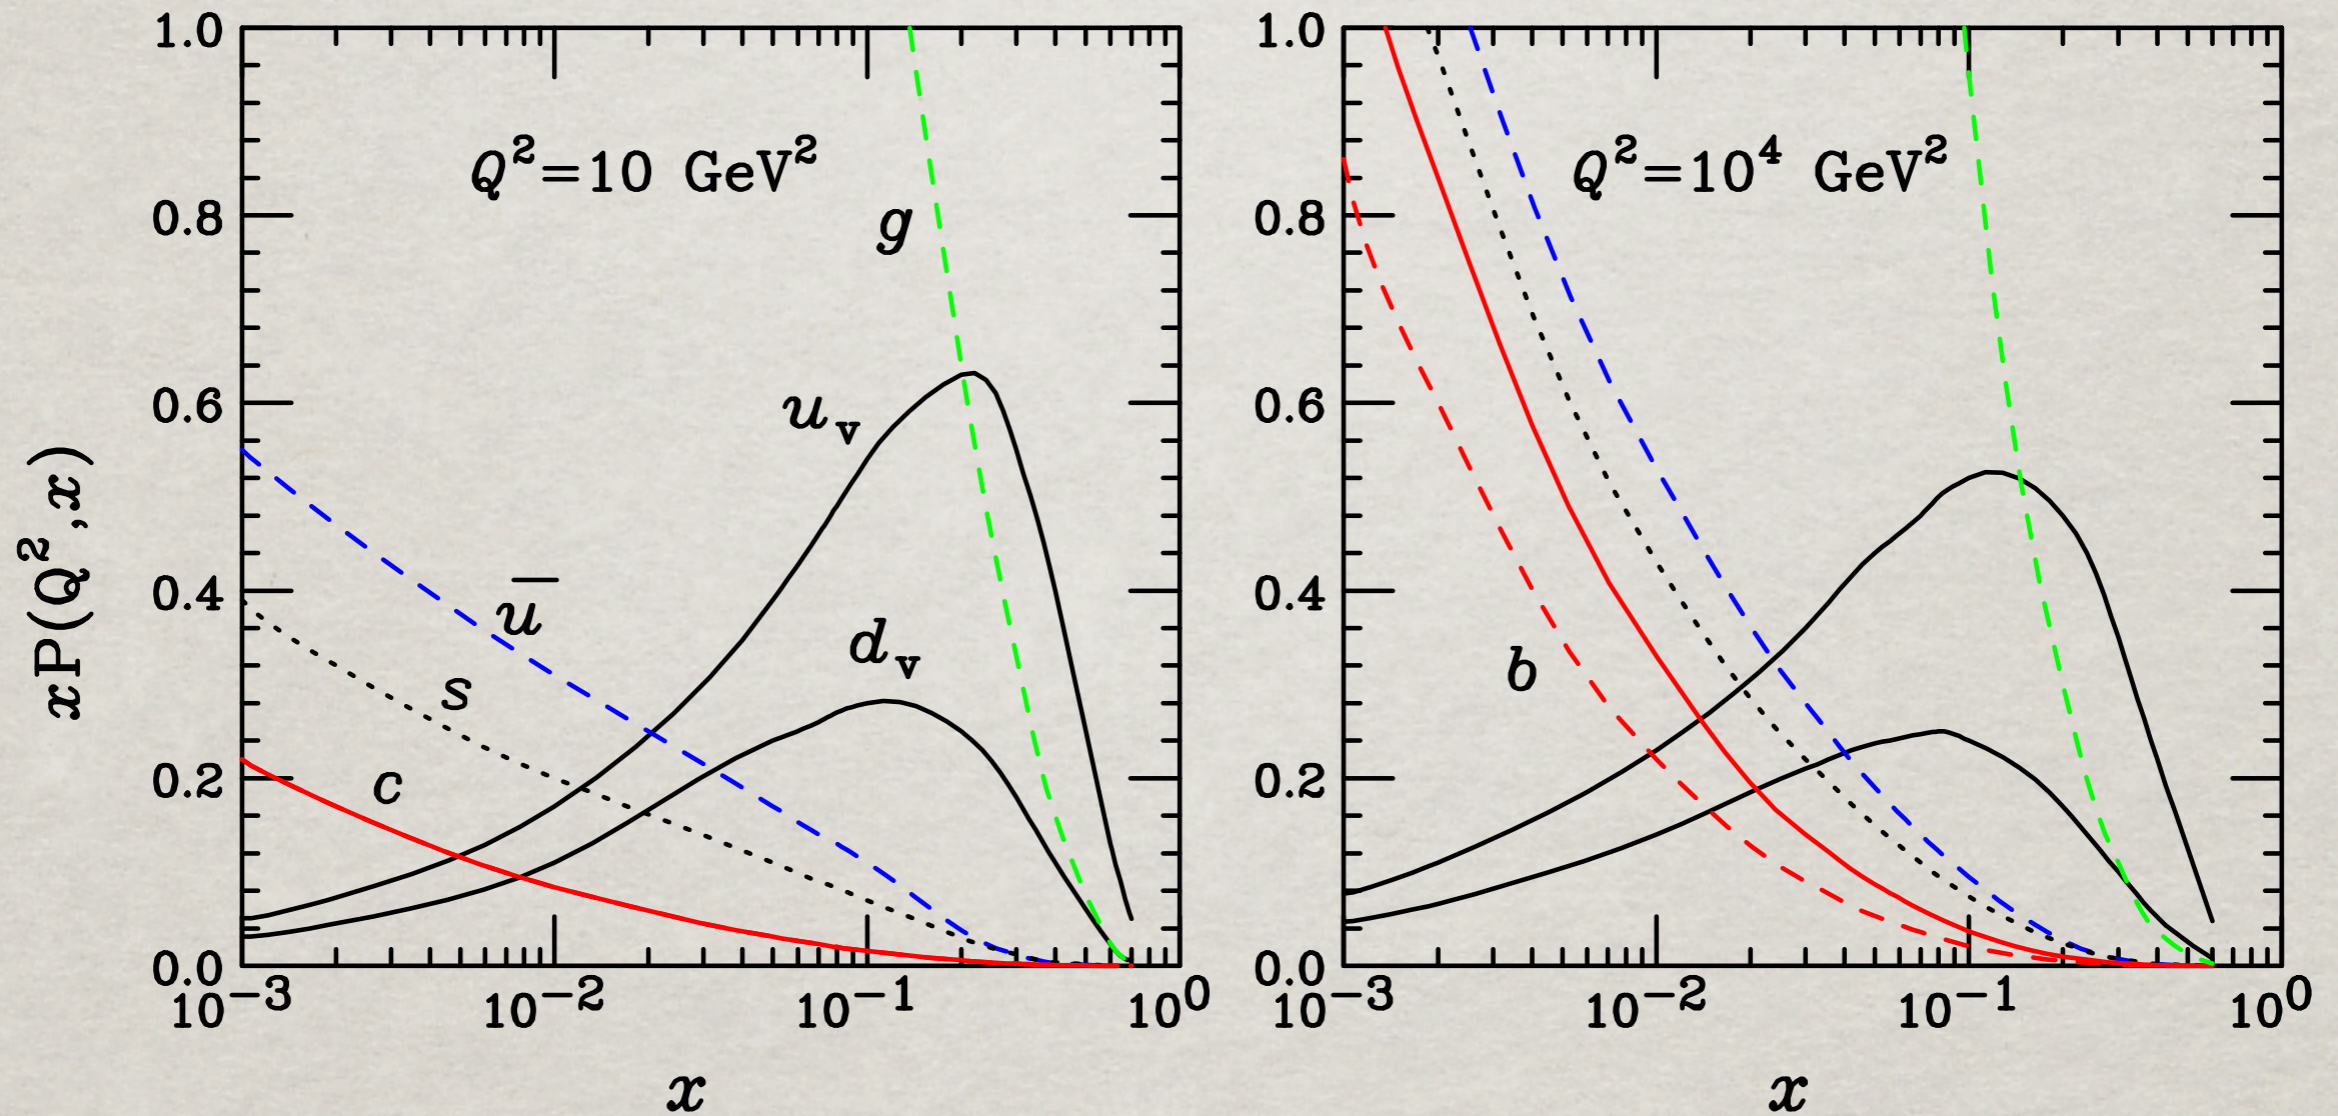 1.0
0.8
0.6
0.4
0.2
0.0
xP(Q²,x)
Q²=10 GeV²
g
u_v
d_v
u̅
s
c
10⁻³ 10⁻² 10⁻¹ 10⁰
x
1.0
0.8
0.6
0.4
0.2
0.0
Q²=10⁴ GeV²
b
10⁻³ 10⁻² 10⁻¹ 10⁰
x